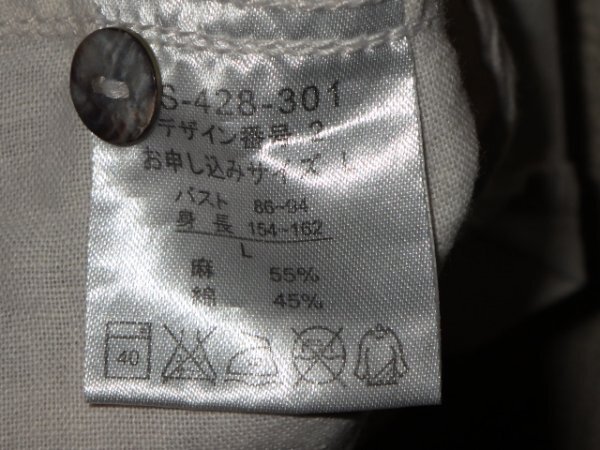 S-428-301
デザイン番号 2
お申し込みサイズ L
バスト 86-94
身長 154-162
L
麻 55%
綿 45%
40